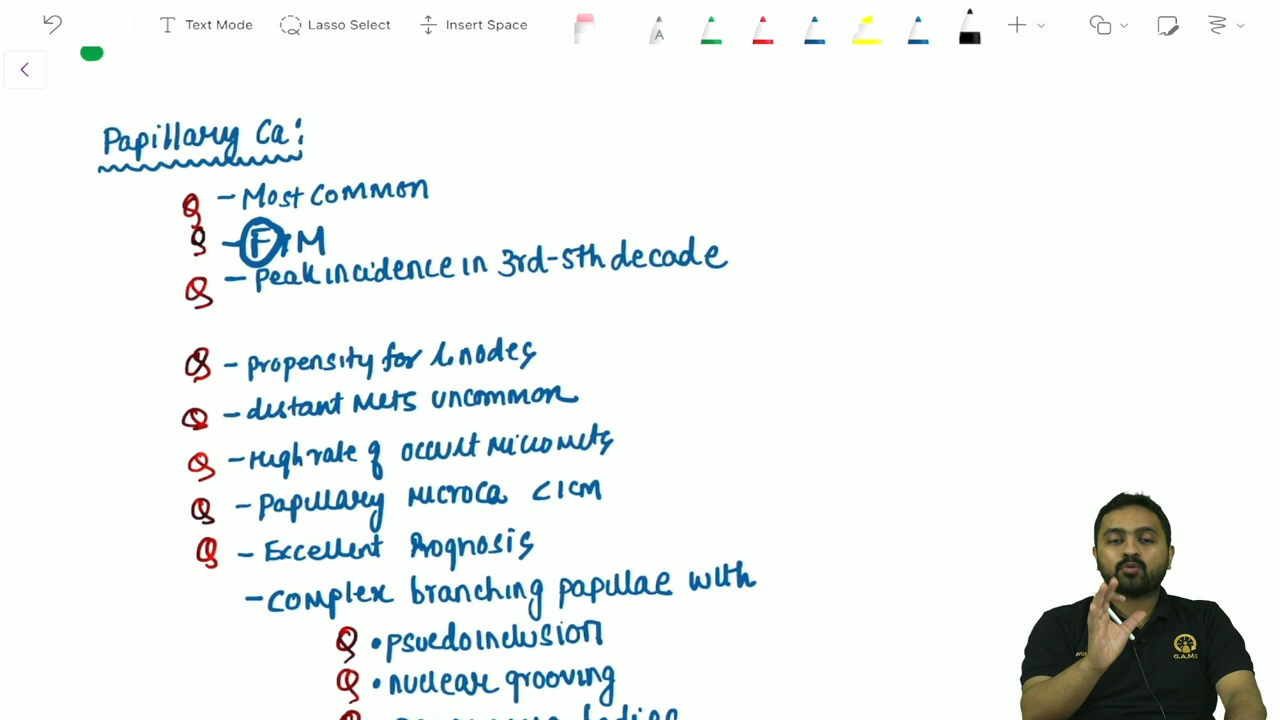 Text Mode Lasso Select Insert Space
A
Papillary Ca:
Q - Most common
Q - F:M
Q - Peak incidence in 3rd-5th decade
Q - propensity for L.nodes
Q - distant Mets uncommon
Q - High rate of occult micromets
Q - Papillary microca <1cm
Q - Excellent Prognosis
- complex branching papillae with
Q • psuedoinclusion
Q • nuclear grooving
G.A.M.S